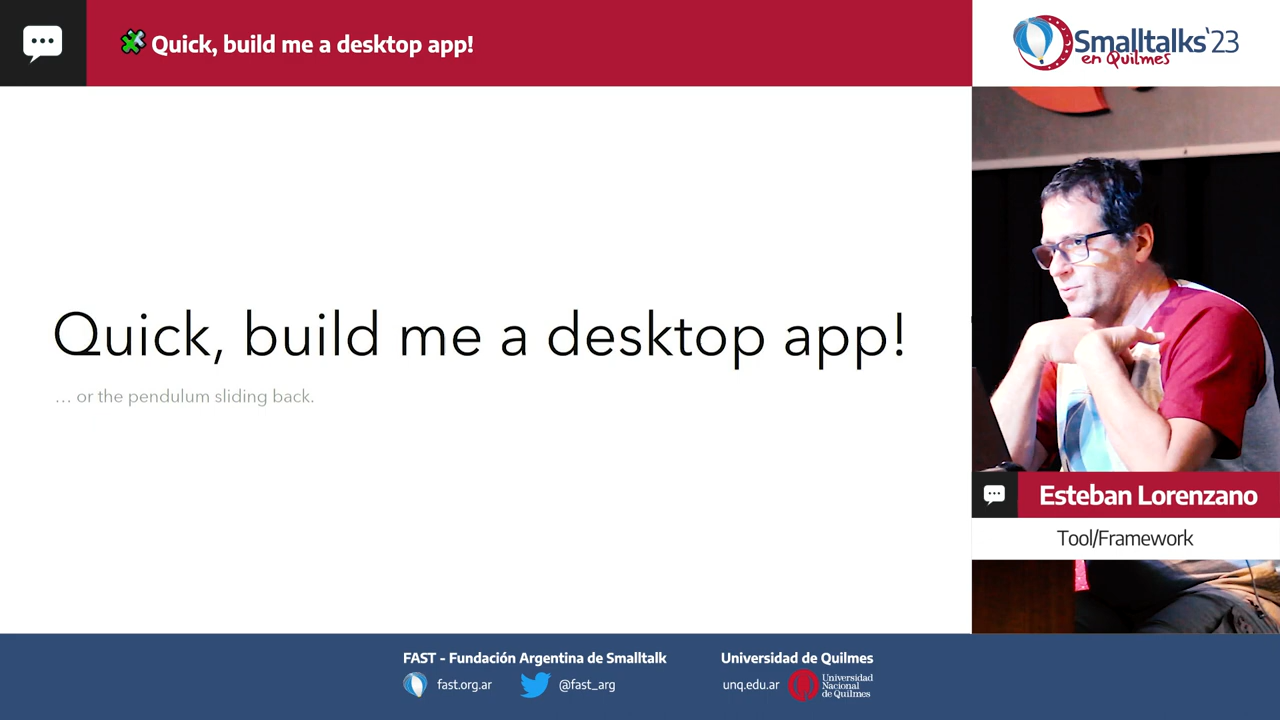 Quick, build me a desktop app!
Smalltalks'23
en Quilmes
Quick, build me a desktop app!
… or the pendulum sliding back.
Esteban Lorenzano
Tool/Framework
FAST - Fundación Argentina de Smalltalk
fast.org.ar
@fast_arg
Universidad de Quilmes
unq.edu.ar
Universidad
Nacional
de Quilmes